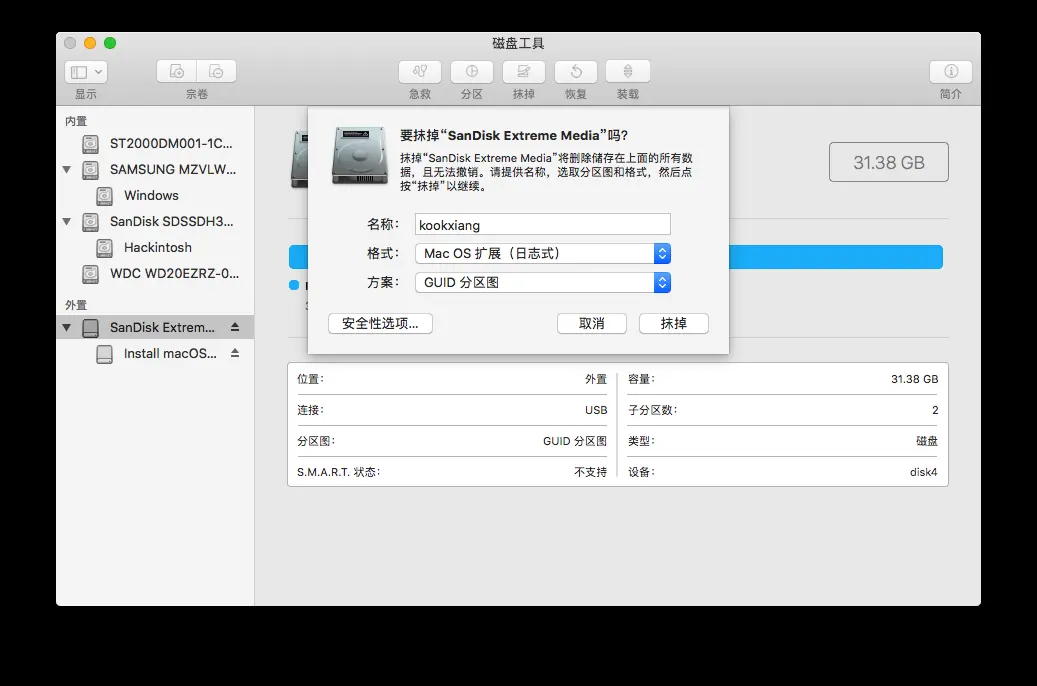 磁盘工具
显示
宗卷
急救
分区
抹掉
恢复
装载
简介
内置
ST2000DM001-1C...
SAMSUNG MZVLW...
Windows
SanDisk SDSSDH3...
Hackintosh
WDC WD20EZRZ-0...
外置
SanDisk Extrem...
Install macOS...
要抹掉“SanDisk Extreme Media”吗？
抹掉“SanDisk Extreme Media”将删除储存在上面的所有数
据，且无法撤销。请提供名称，选取分区图和格式，然后点
按“抹掉”以继续。
名称： kookxiang
格式： Mac OS 扩展（日志式）
方案： GUID 分区图
安全性选项...
取消
抹掉
31.38 GB
位置： 外置
连接： USB
分区图： GUID 分区图
S.M.A.R.T. 状态： 不支持
容量： 31.38 GB
子分区数： 2
类型： 磁盘
设备： disk4